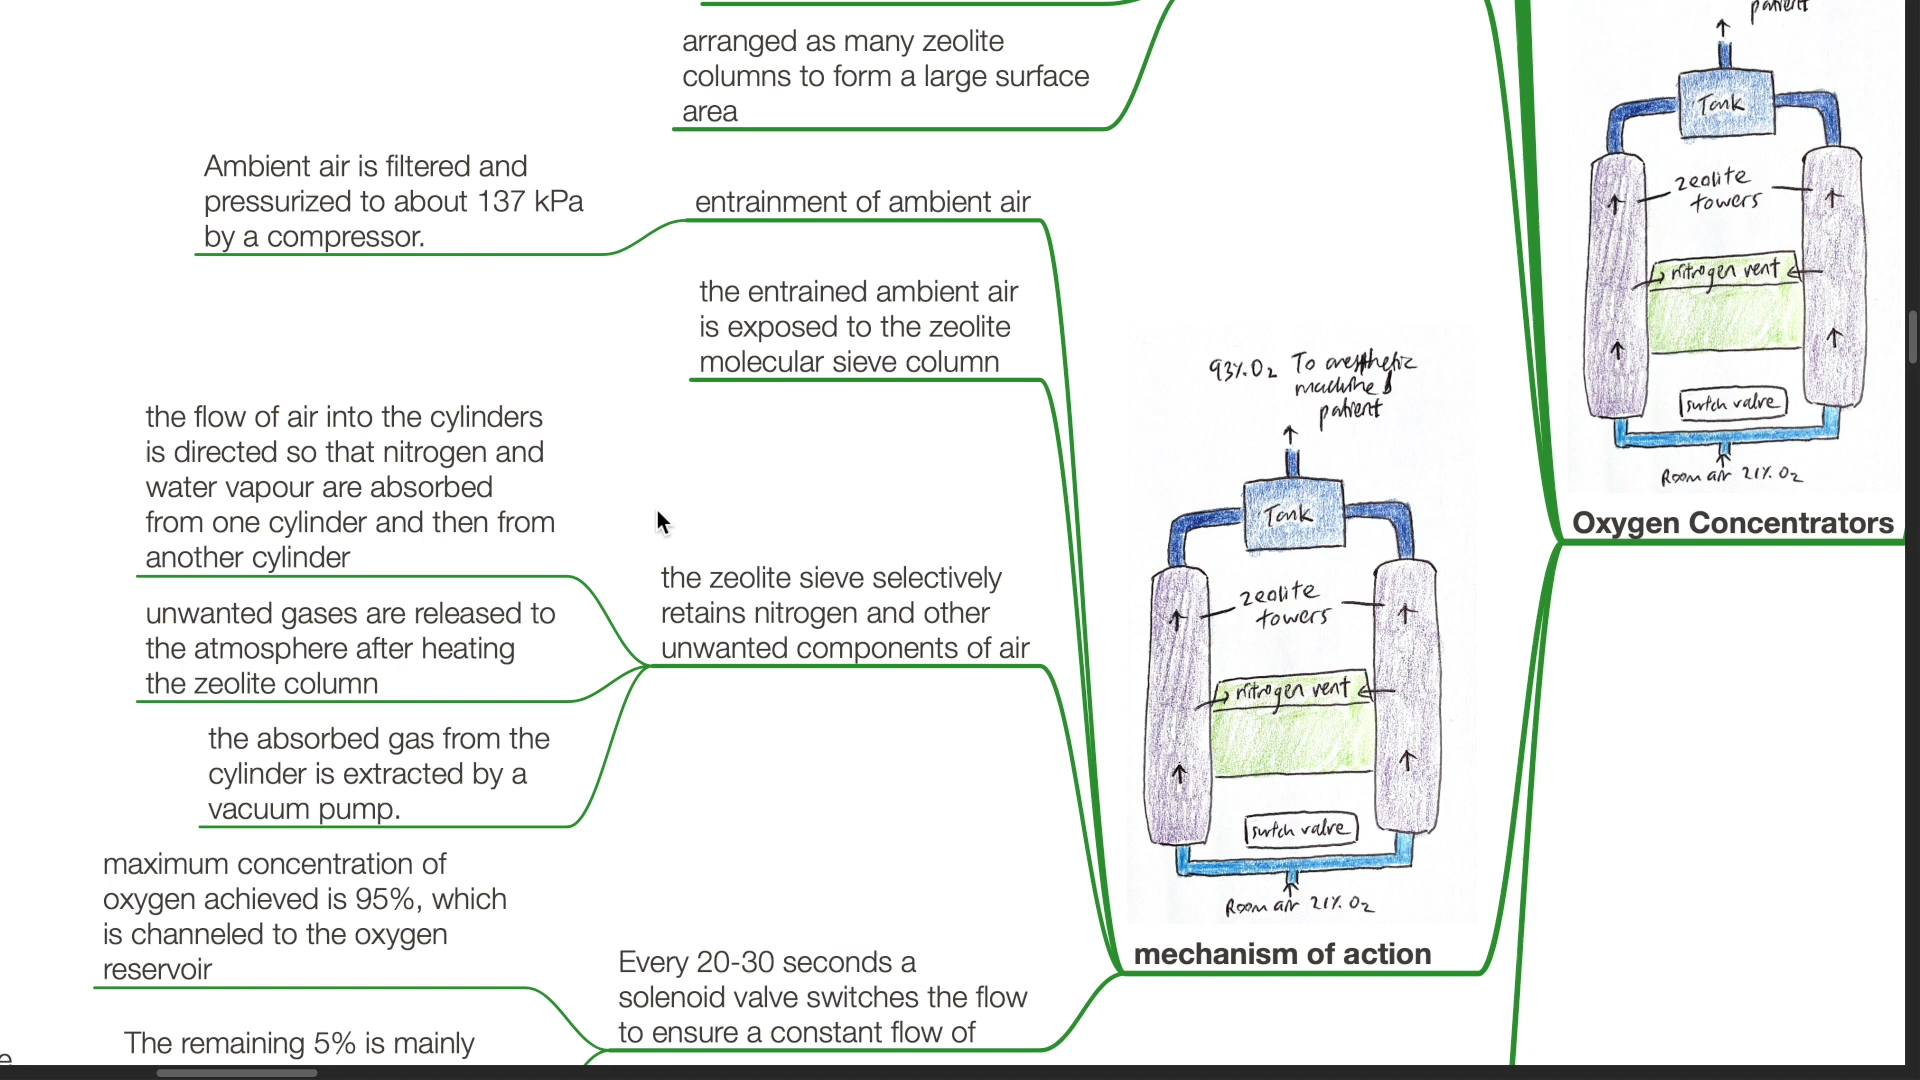 arranged as many zeolite
columns to form a large surface
area
Ambient air is filtered and
pressurized to about 137 kPa
by a compressor.
entrainment of ambient air
the entrained ambient air
is exposed to the zeolite
molecular sieve column
the flow of air into the cylinders
is directed so that nitrogen and
water vapour are absorbed
from one cylinder and then from
another cylinder
unwanted gases are released to
the atmosphere after heating
the zeolite column
the absorbed gas from the
cylinder is extracted by a
vacuum pump.
the zeolite sieve selectively
retains nitrogen and other
unwanted components of air
maximum concentration of
oxygen achieved is 95%, which
is channeled to the oxygen
reservoir
The remaining 5% is mainly
Every 20-30 seconds a
solenoid valve switches the flow
to ensure a constant flow of
93% O2 To anesthetic
machine &
patient
Tank
zeolite
towers
nitrogen vent
switch valve
Room air 21% O2
mechanism of action
patient
Tank
zeolite
towers
nitrogen vent
switch valve
Room air 21% O2
Oxygen Concentrators